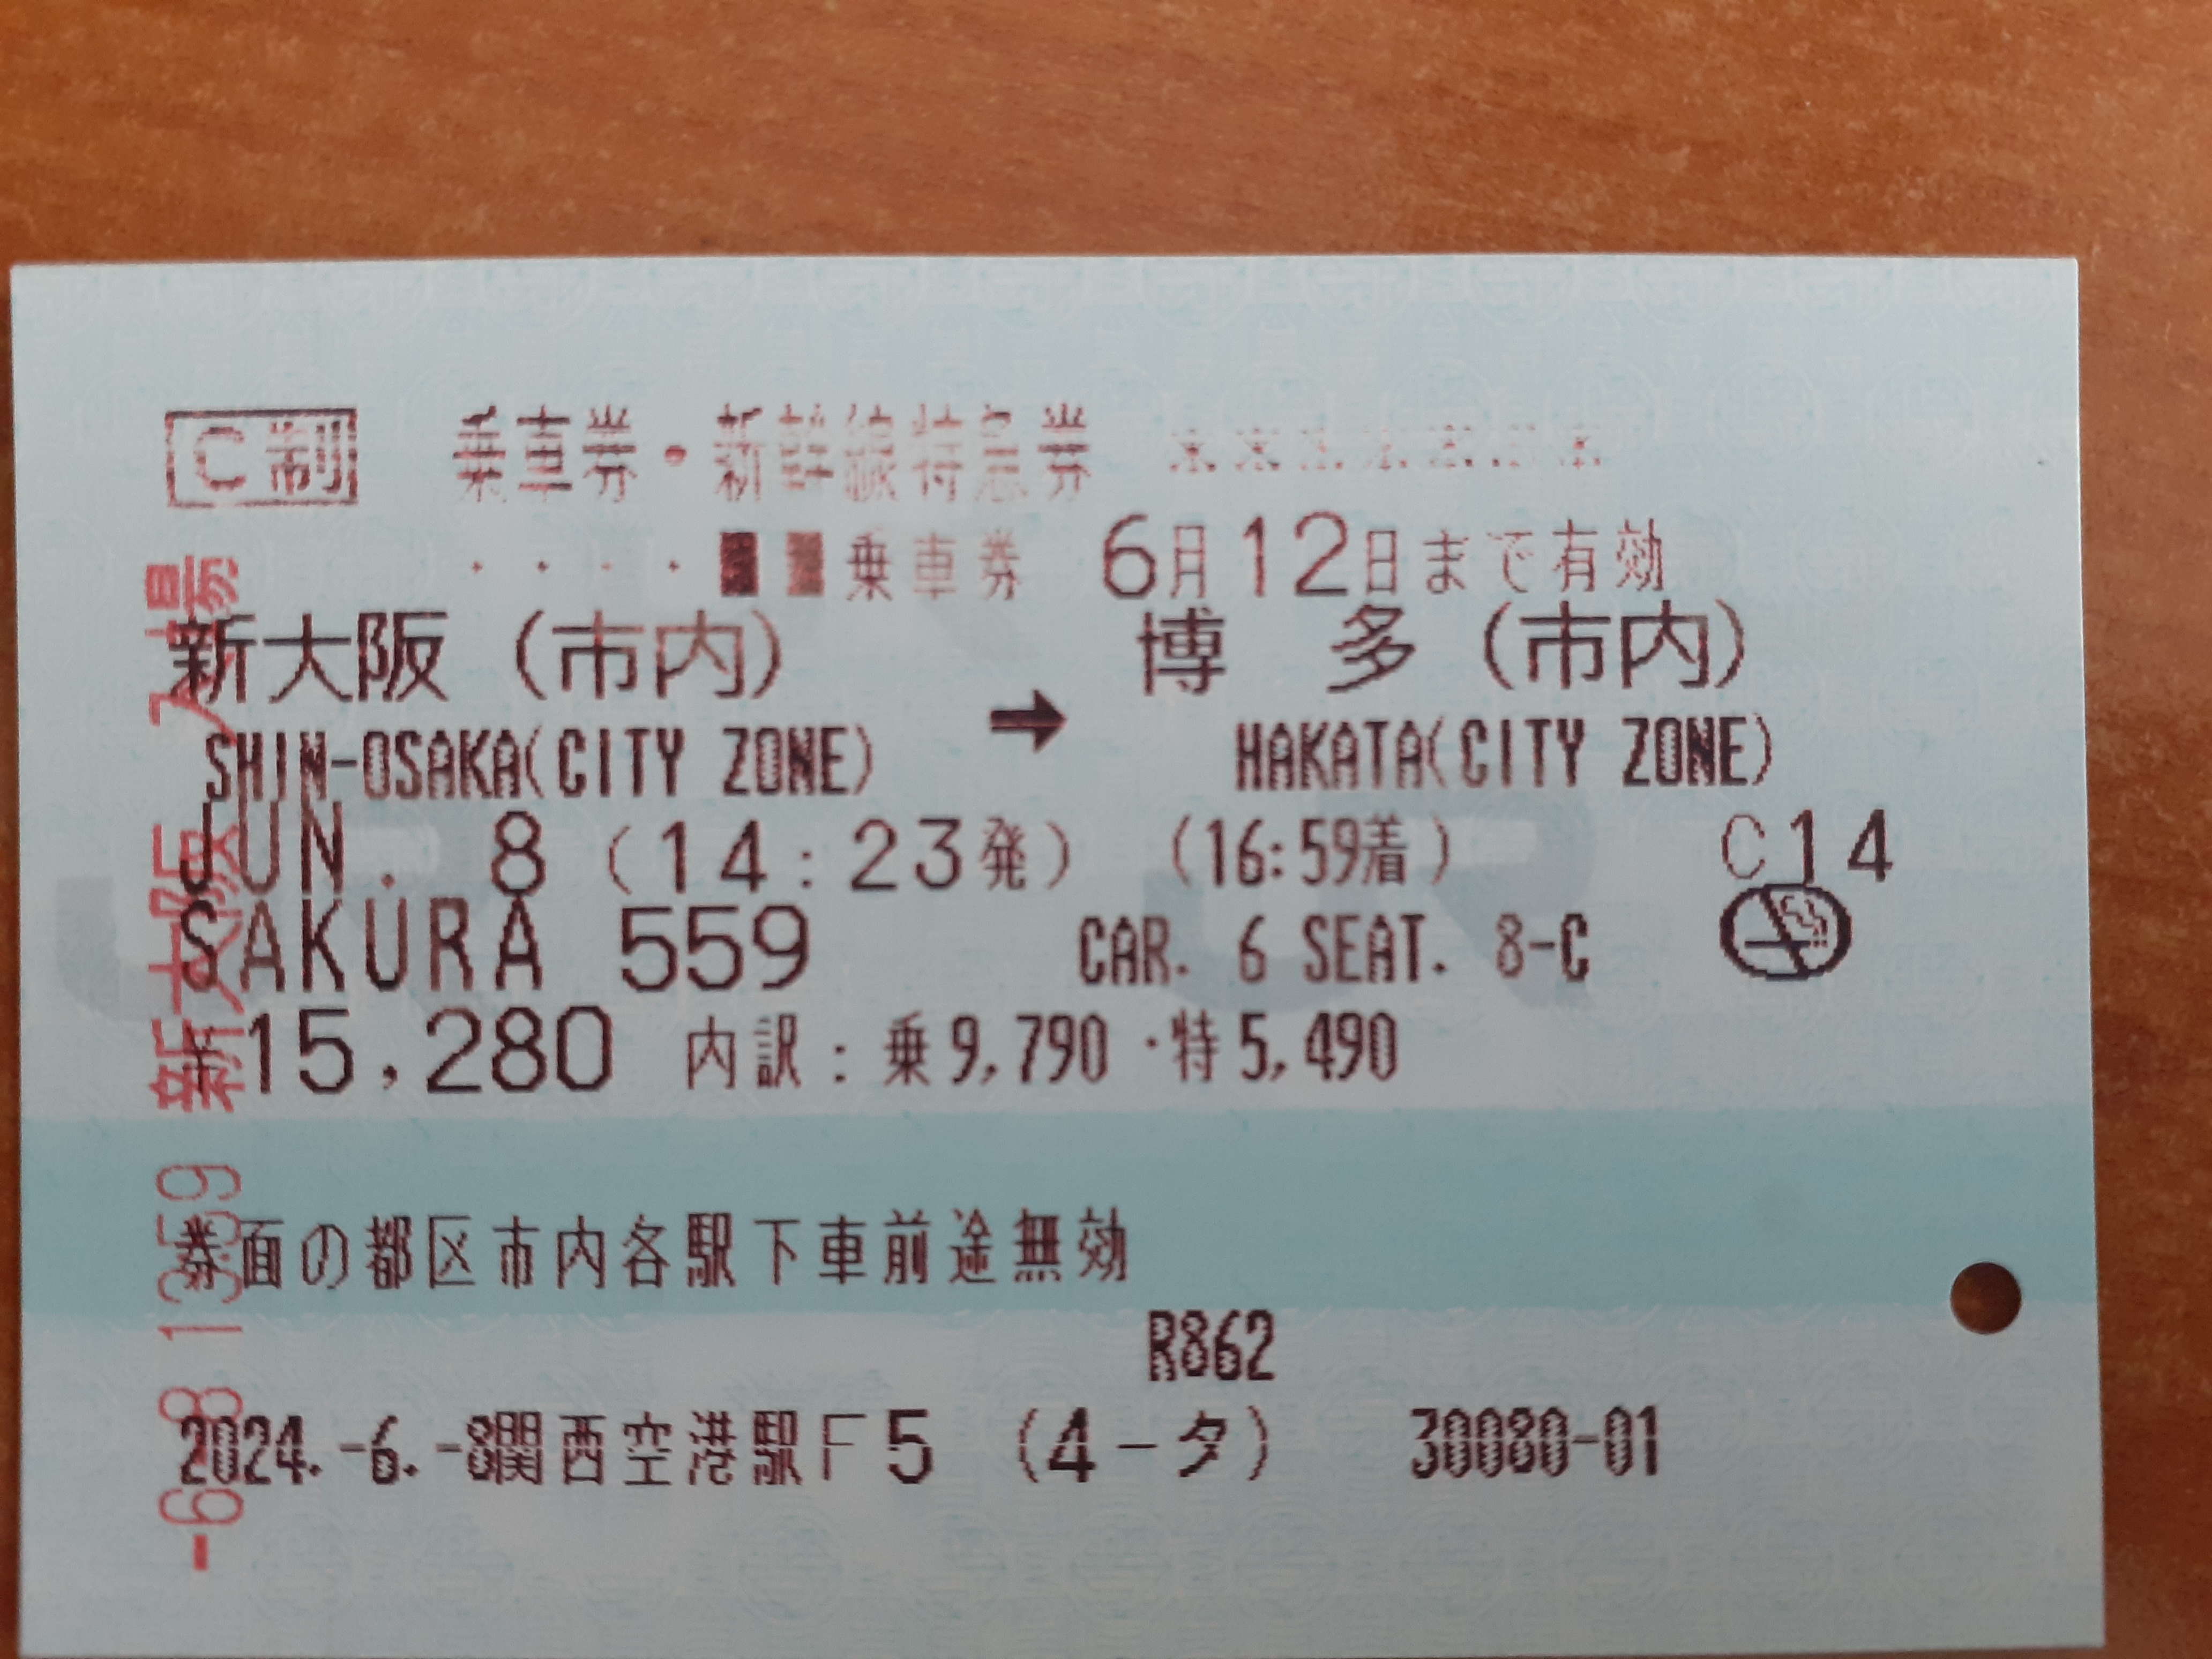 C制 乗車券・新幹線特急券 *******
・・・・■■乗車券 6月12日まで有効
新大阪(市内) ➡ 博 多(市内)
SHIN-OSAKA(CITY ZONE) HAKATA(CITY ZONE)
JUN. 8 (14:23発) (16:59着) C14
SAKURA 559 CAR. 6 SEAT. 8-C
¥15,280 内訳:乗9,790・特5,490
券面の都区市内各駅下車前途無効
R862
2024.-6.-8関西空港駅F5 (4-タ) 30080-01
-6.-8 1359 新大阪 入場
JR
JR